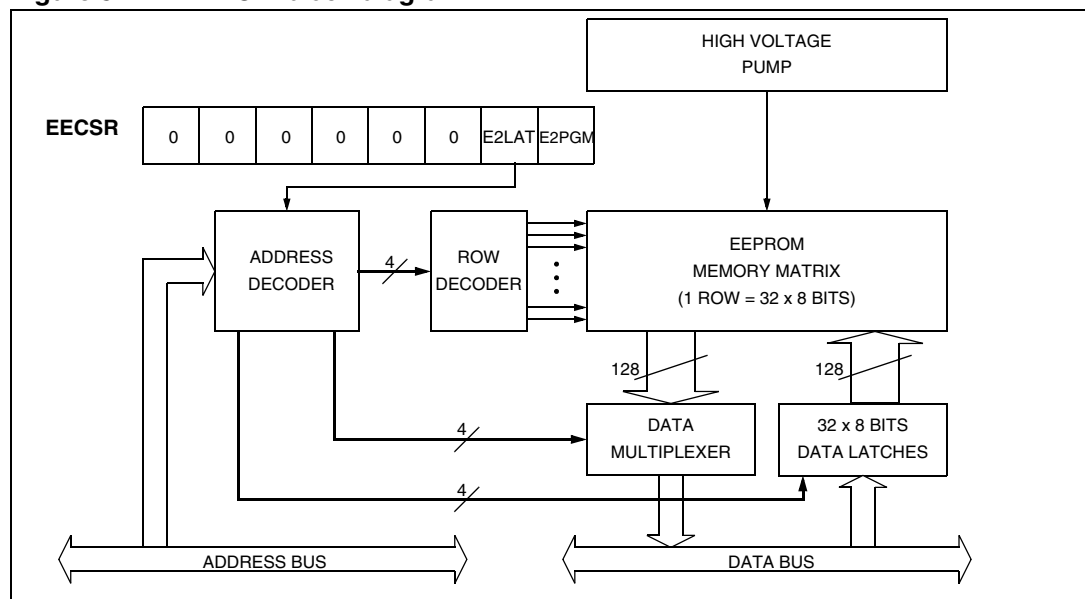 HIGH VOLTAGE
PUMP
EECSR
0 0 0 0 0 0 E2LAT E2PGM
ADDRESS
DECODER
4
ROW
DECODER
EEPROM
MEMORY MATRIX
(1 ROW = 32 x 8 BITS)
128
128
4
DATA
MULTIPLEXER
32 x 8 BITS
DATA LATCHES
4
ADDRESS BUS
DATA BUS